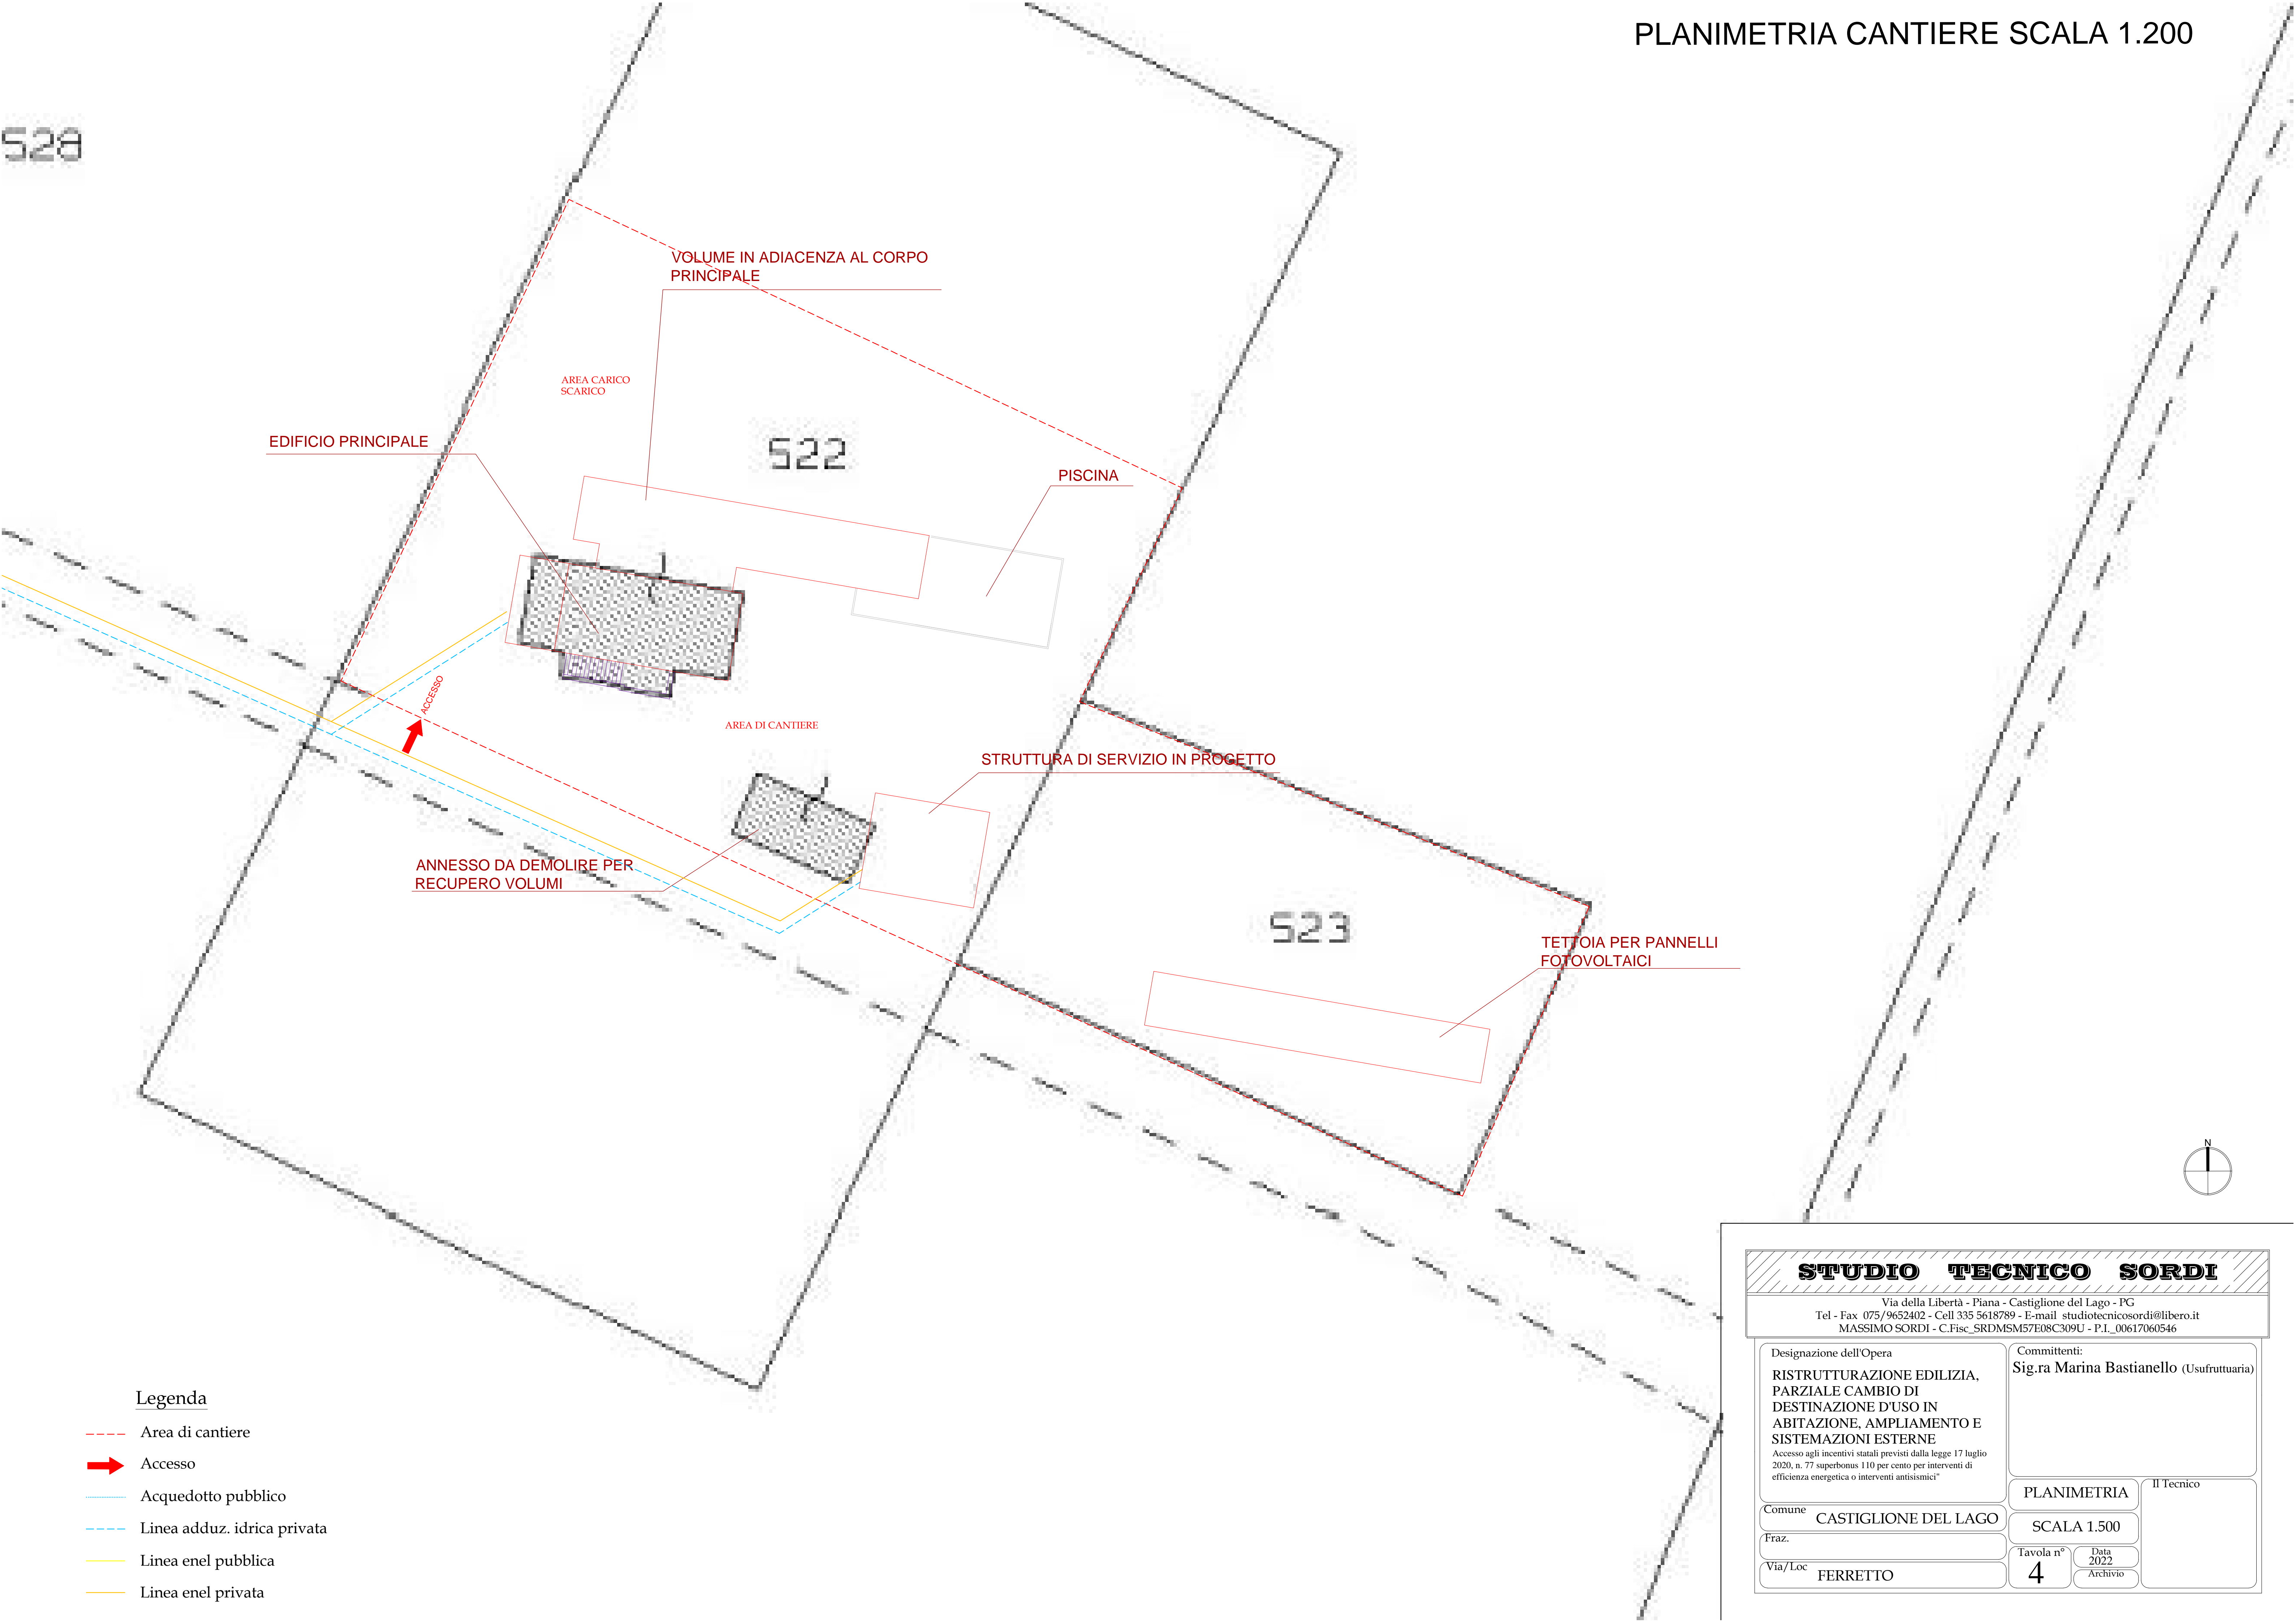 PLANIMETRIA CANTIERE SCALA 1.200
528
VOLUME IN ADIACENZA AL CORPO
PRINCIPALE
AREA CARICO
SCARICO
EDIFICIO PRINCIPALE
522
PISCINA
ACCESSO
AREA DI CANTIERE
STRUTTURA DI SERVIZIO IN PROGETTO
ANNESSO DA DEMOLIRE PER
RECUPERO VOLUMI
523
TETTOIA PER PANNELLI
FOTOVOLTAICI
N
Legenda
Area di cantiere
Accesso
Acquedotto pubblico
Linea adduz. idrica privata
Linea enel pubblica
Linea enel privata
STUDIO TECNICO SORDI
Via della Libertà - Piana - Castiglione del Lago - PG
Tel - Fax 075/9652402 - Cell 335 5618789 - E-mail studiotecnicosordi@libero.it
MASSIMO SORDI - C.Fisc_SRDMSM57E08C309U - P.I._00617060546
Designazione dell'Opera
RISTRUTTURAZIONE EDILIZIA,
PARZIALE CAMBIO DI
DESTINAZIONE D'USO IN
ABITAZIONE, AMPLIAMENTO E
SISTEMAZIONI ESTERNE
Accesso agli incentivi statali previsti dalla legge 17 luglio
2020, n. 77 superbonus 110 per cento per interventi di
efficienza energetica o interventi antisismici"
Committenti:
Sig.ra Marina Bastianello (Usufruttuaria)
Comune
CASTIGLIONE DEL LAGO
Fraz.
Via/Loc
FERRETTO
PLANIMETRIA
SCALA 1.500
Tavola n°
4
Data
2022
Archivio
Il Tecnico